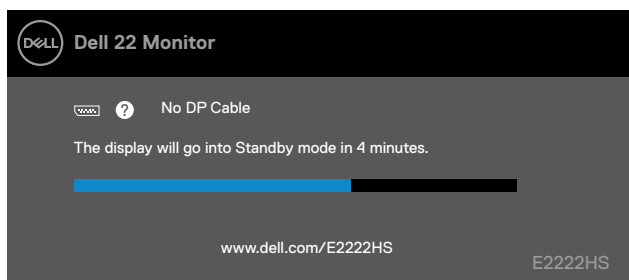 DELL
Dell 22 Monitor
? No DP Cable
The display will go into Standby mode in 4 minutes.
www.dell.com/E2222HS
E2222HS